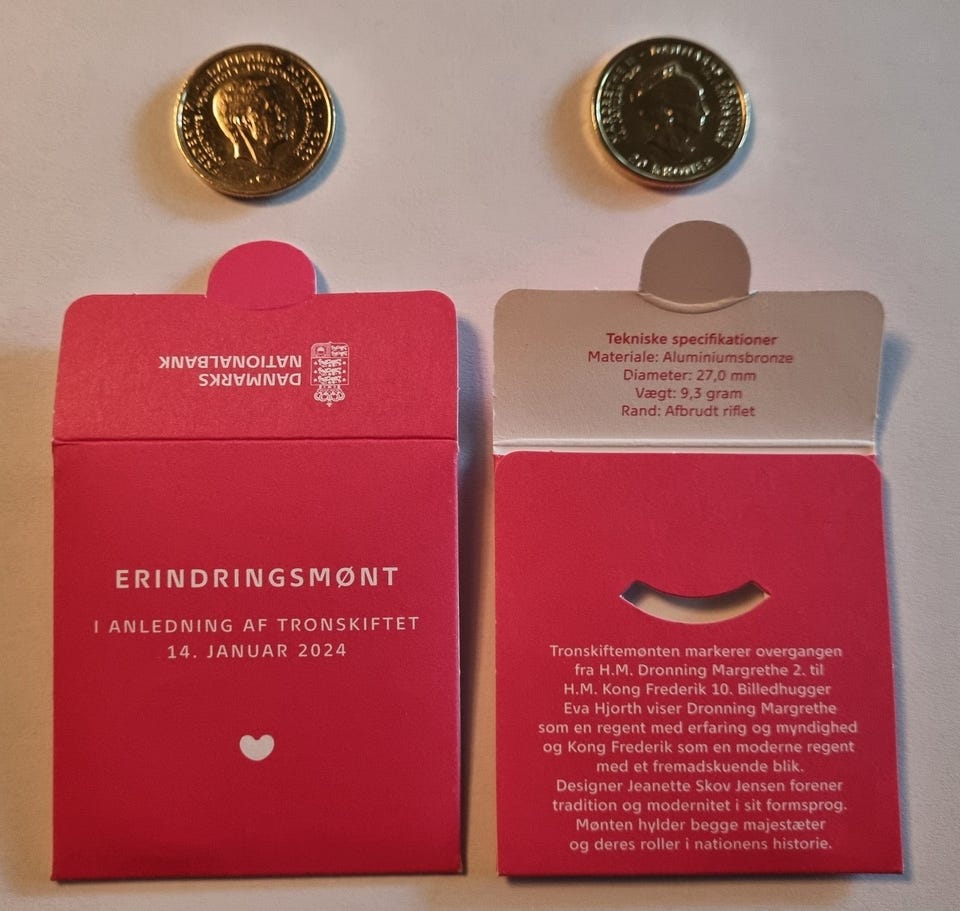 20 KRONER
DANMARKS
NATIONALBANK
ERINDRINGSMØNT
I ANLEDNING AF TRONSKIFTET
14. JANUAR 2024
Tekniske specifikationer
Materiale: Aluminiumsbronze
Diameter: 27,0 mm
Vægt: 9,3 gram
Rand: Afbrudt riflet
Tronskiftemønten markerer overgangen
fra H.M. Dronning Margrethe 2. til
H.M. Kong Frederik 10. Billedhugger
Eva Hjorth viser Dronning Margrethe
som en regent med erfaring og myndighed
og Kong Frederik som en moderne regent
med et fremadskuende blik.
Designer Jeanette Skov Jensen forener
tradition og modernitet i sit formsprog.
Mønten hylder begge majestæter
og deres roller i nationens historie.